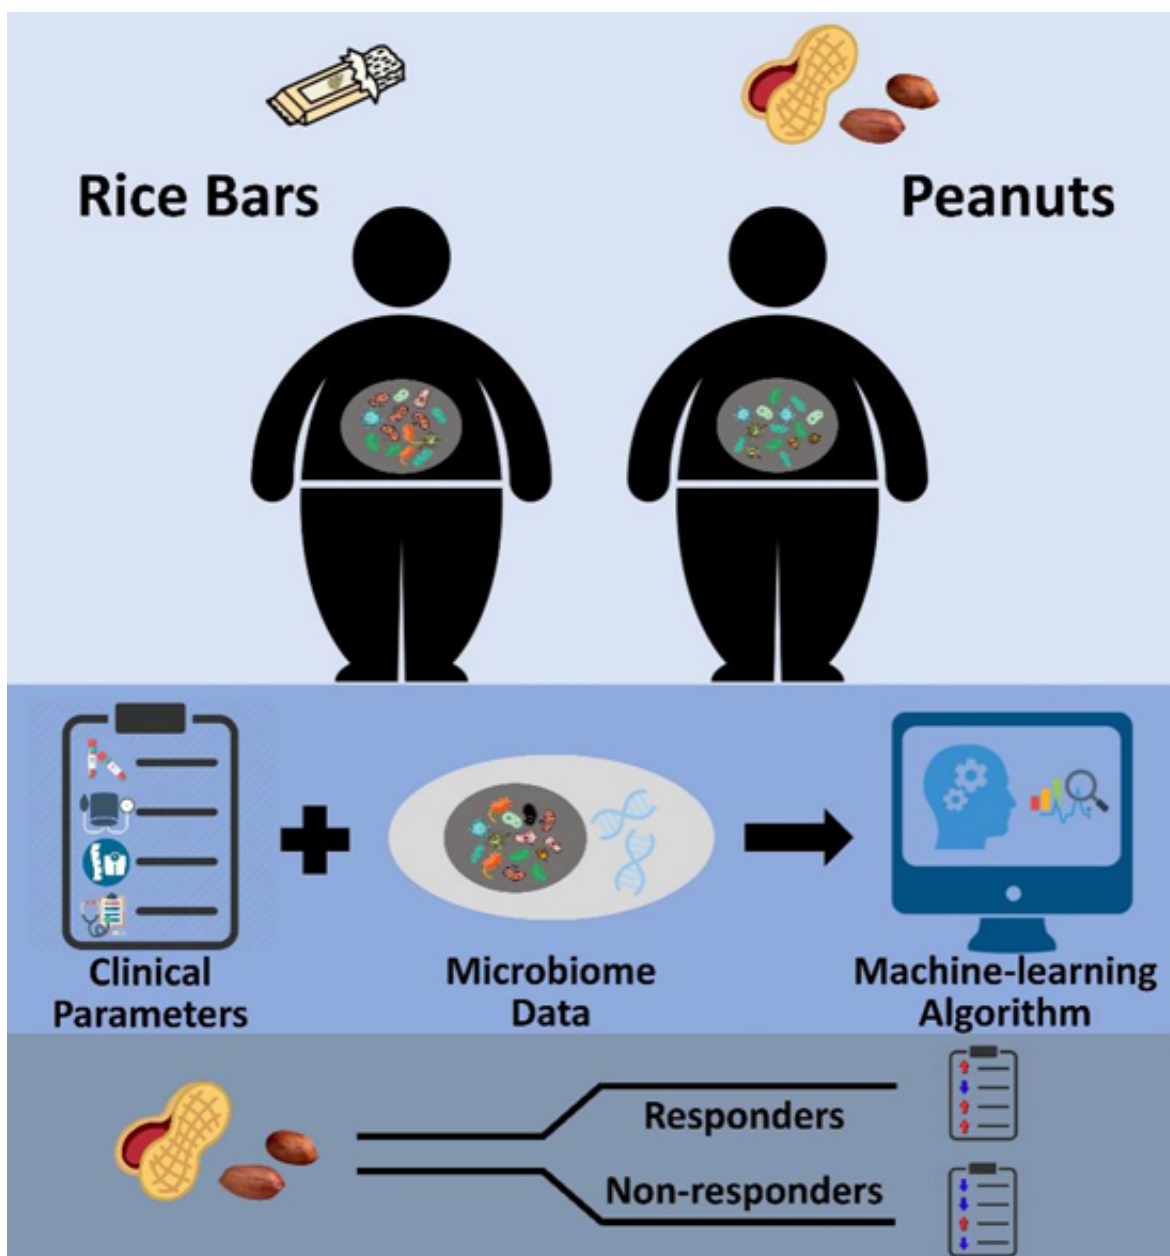 Rice Bars
Peanuts
Clinical
Parameters
Microbiome
Data
Machine-learning
Algorithm
Responders
Non-responders